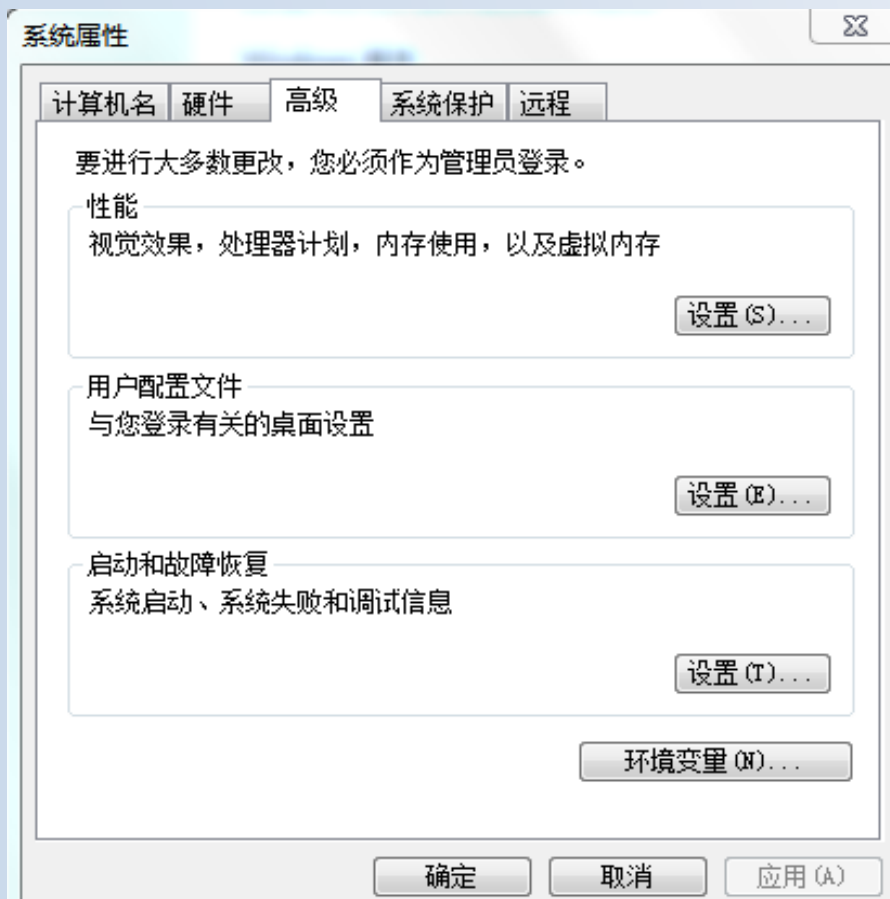 系统属性
计算机名 硬件 高级 系统保护 远程
要进行大多数更改，您必须作为管理员登录。
性能
视觉效果，处理器计划，内存使用，以及虚拟内存
设置(S)...
用户配置文件
与您登录有关的桌面设置
设置(E)...
启动和故障恢复
系统启动、系统失败和调试信息
设置(T)...
环境变量(N)...
确定 取消 应用(A)